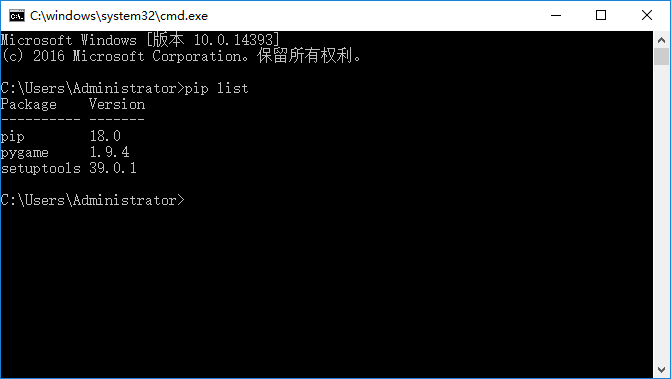 C:\windows\system32\cmd.exe
Microsoft Windows [版本 10.0.14393]
(c) 2016 Microsoft Corporation。保留所有权利。
C:\Users\Administrator>pip list
Package    Version
---------- -------
pip        18.0
pygame     1.9.4
setuptools 39.0.1
C:\Users\Administrator>